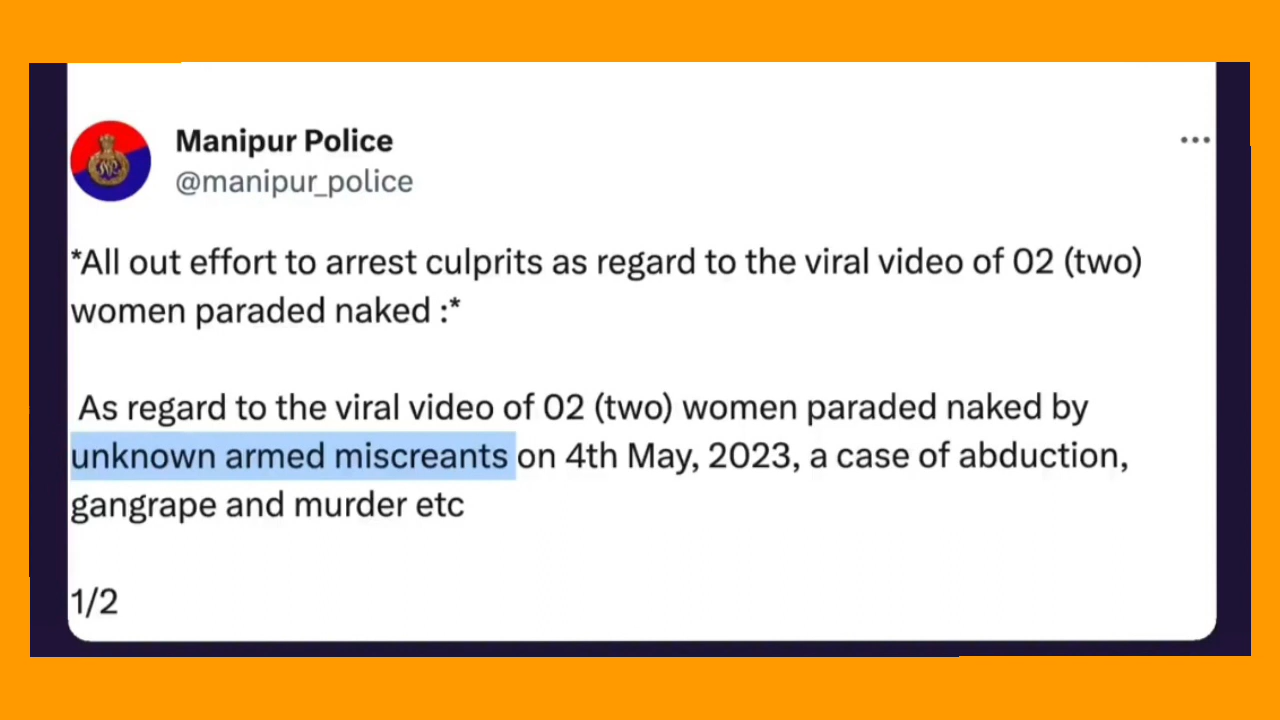 Manipur Police
@manipur_police
*All out effort to arrest culprits as regard to the viral video of 02 (two)
women paraded naked :*
As regard to the viral video of 02 (two) women paraded naked by
unknown armed miscreants on 4th May, 2023, a case of abduction,
gangrape and murder etc
1/2